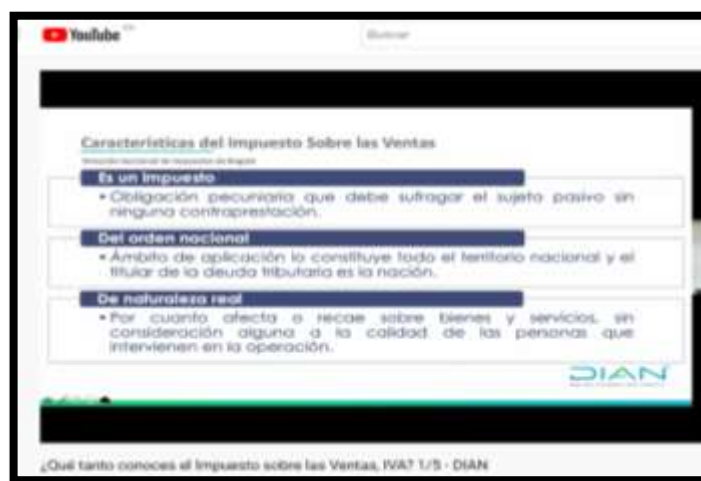 YouTube
Buscar
Características del Impuesto Sobre las Ventas
Es un Impuesto
• Obligación pecuniaria que debe sufragar el sujeto pasivo sin
ninguna contraprestación.
Del orden nacional
• Ámbito de aplicación lo constituye todo el territorio nacional y el
titular de la deuda tributaria es la nación.
De naturaleza real
• Por cuanto afecta o recae sobre bienes y servicios, sin
consideración alguna a la calidad de las personas que
intervienen en la operación.
DIAN
¿Qué tanto conoces el Impuesto sobre las Ventas, IVA? 1/5 - DIAN